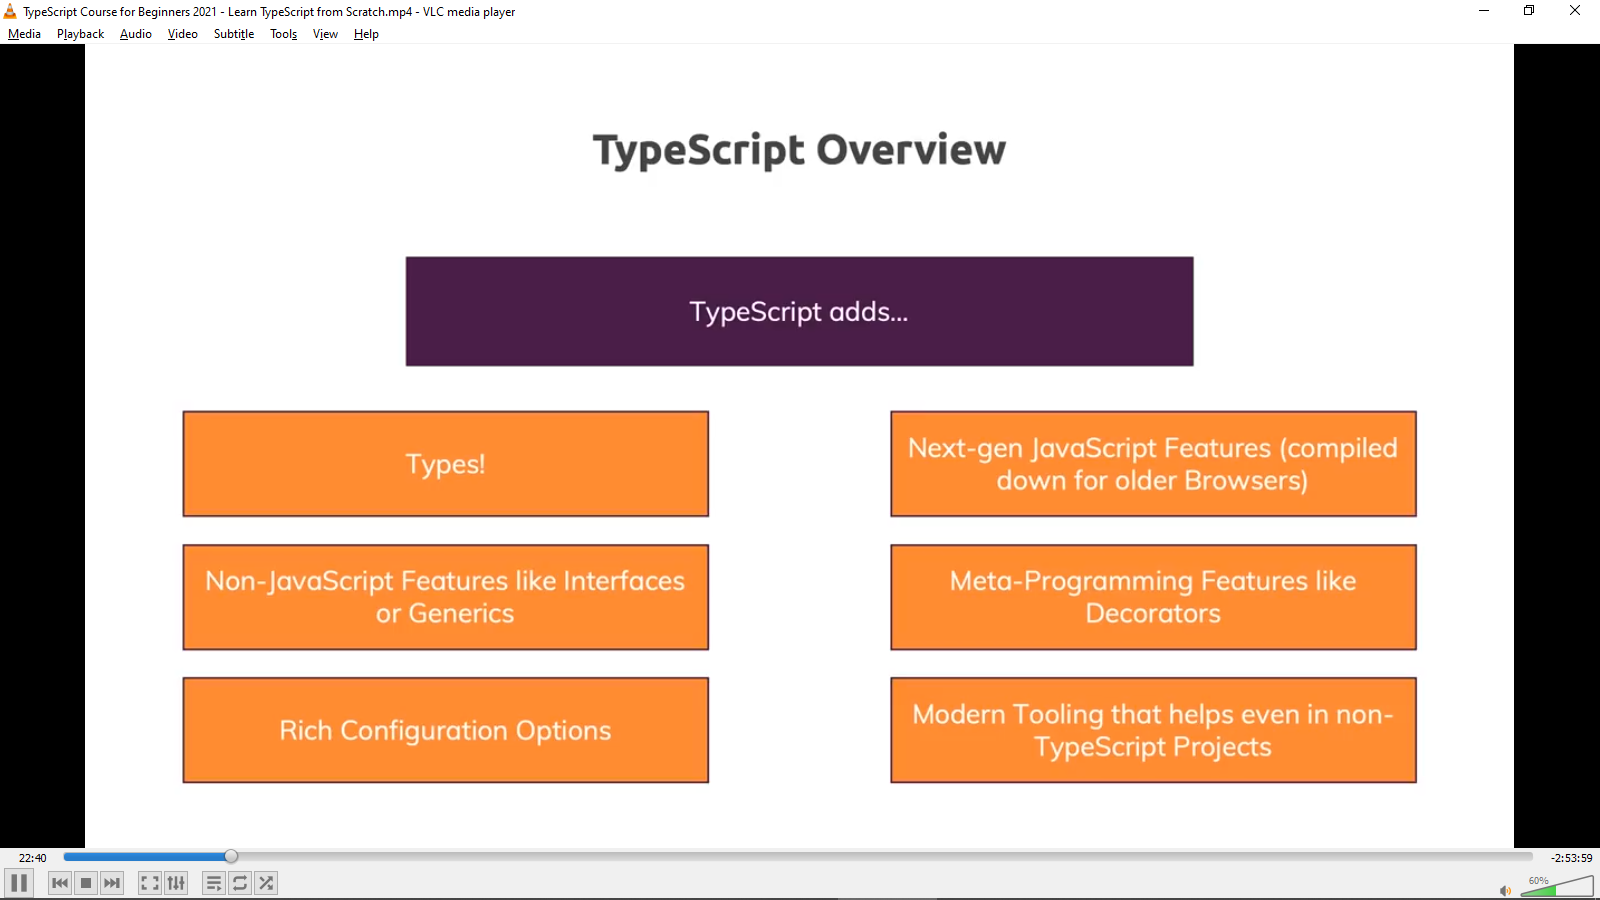 TypeScript Course for Beginners 2021 - Learn TypeScript from Scratch.mp4 - VLC media player
Media Playback Audio Video Subtitle Tools View Help
TypeScript Overview
TypeScript adds...
Types!
Next-gen JavaScript Features (compiled
down for older Browsers)
Non-JavaScript Features like Interfaces
or Generics
Meta-Programming Features like
Decorators
Rich Configuration Options
Modern Tooling that helps even in non-
TypeScript Projects
22:40
-2:53:59
60%